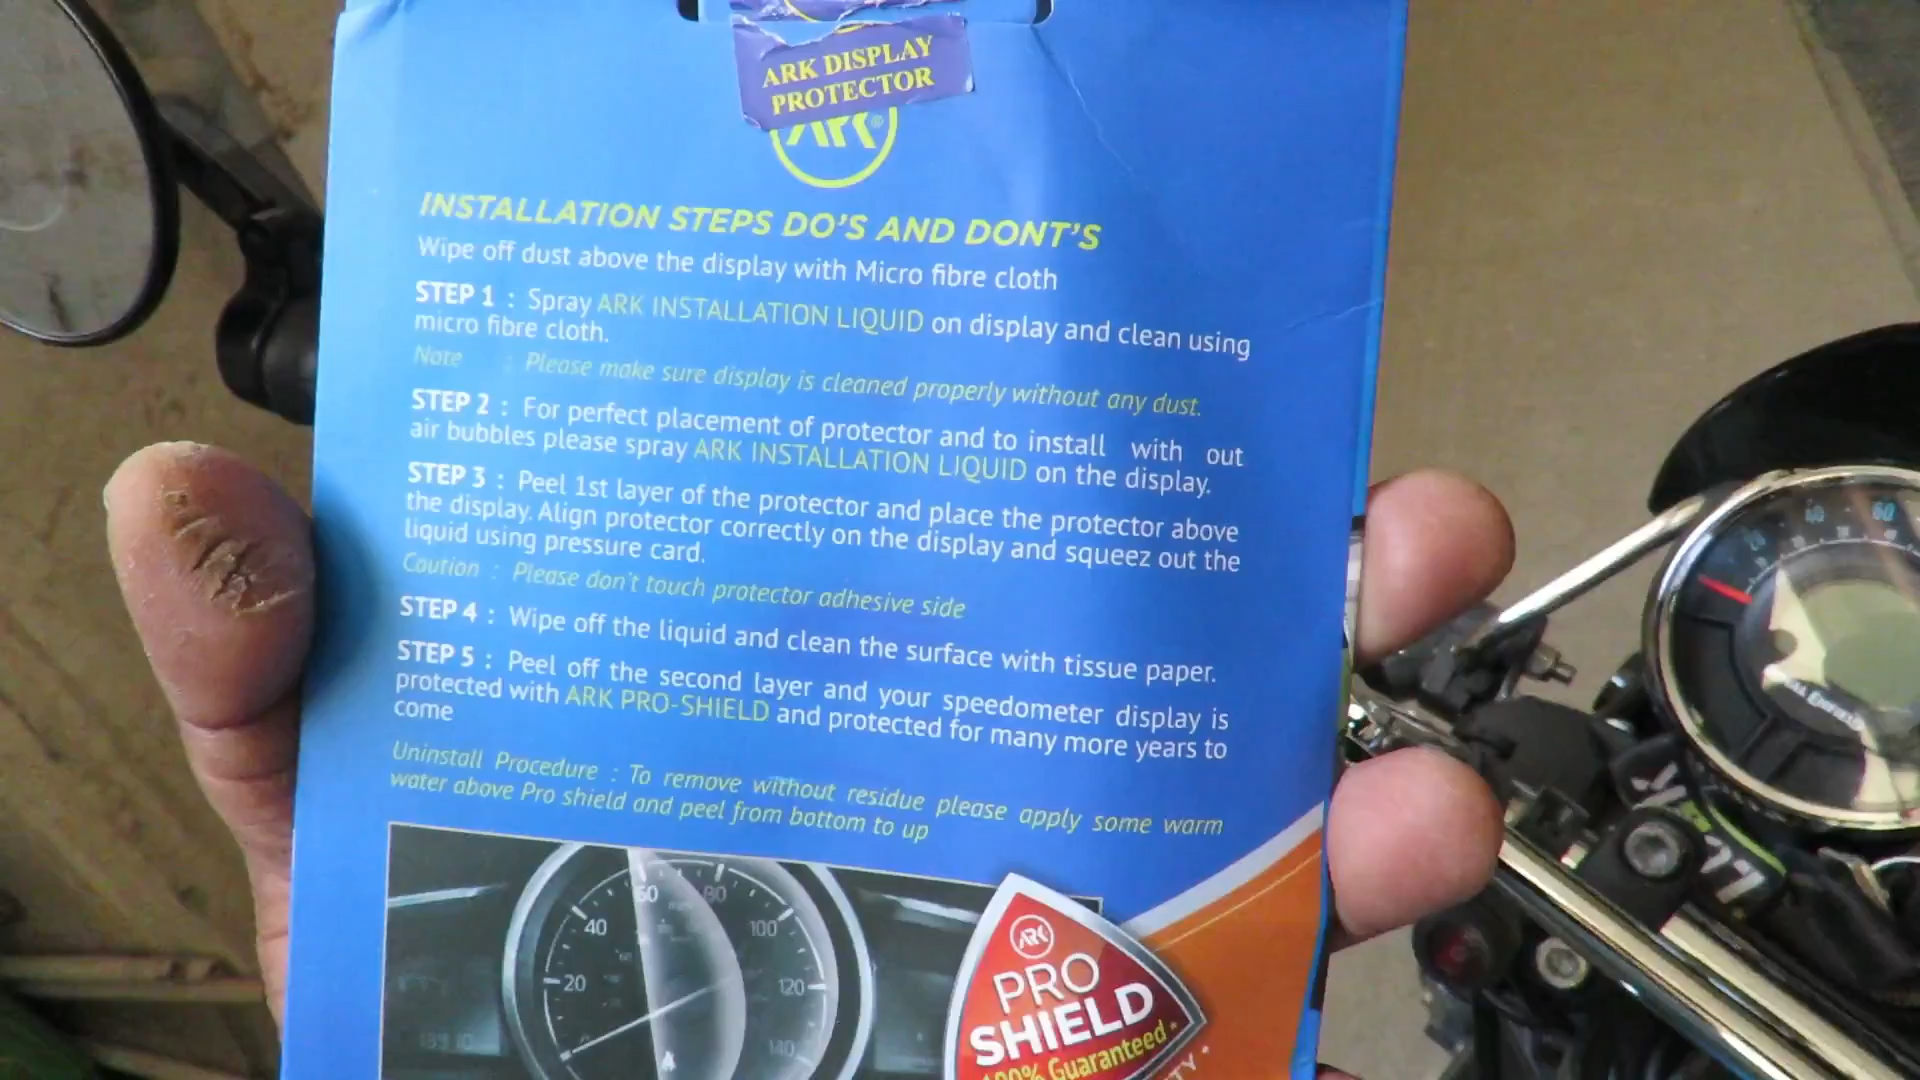 ARK DISPLAY
PROTECTOR
ARK®
INSTALLATION STEPS DO'S AND DONT'S
Wipe off dust above the display with Micro fibre cloth
STEP 1 : Spray ARK INSTALLATION LIQUID on display and clean using
micro fibre cloth.
Note : Please make sure display is cleaned properly without any dust.
STEP 2 : For perfect placement of protector and to install with out
air bubbles please spray ARK INSTALLATION LIQUID on the display.
STEP 3 : Peel 1st layer of the protector and place the protector above
the display. Align protector correctly on the display and squeez out the
liquid using pressure card.
Caution : Please don't touch protector adhesive side
STEP 4 : Wipe off the liquid and clean the surface with tissue paper.
STEP 5 : Peel off the second layer and your speedometer display is
protected with ARK PRO-SHIELD and protected for many more years to
come
Uninstall Procedure : To remove without residue please apply some warm
water above Pro shield and peel from bottom to up
20
40
60
80
100
120
140
ARK
PRO
SHIELD
100% Guaranteed*
60